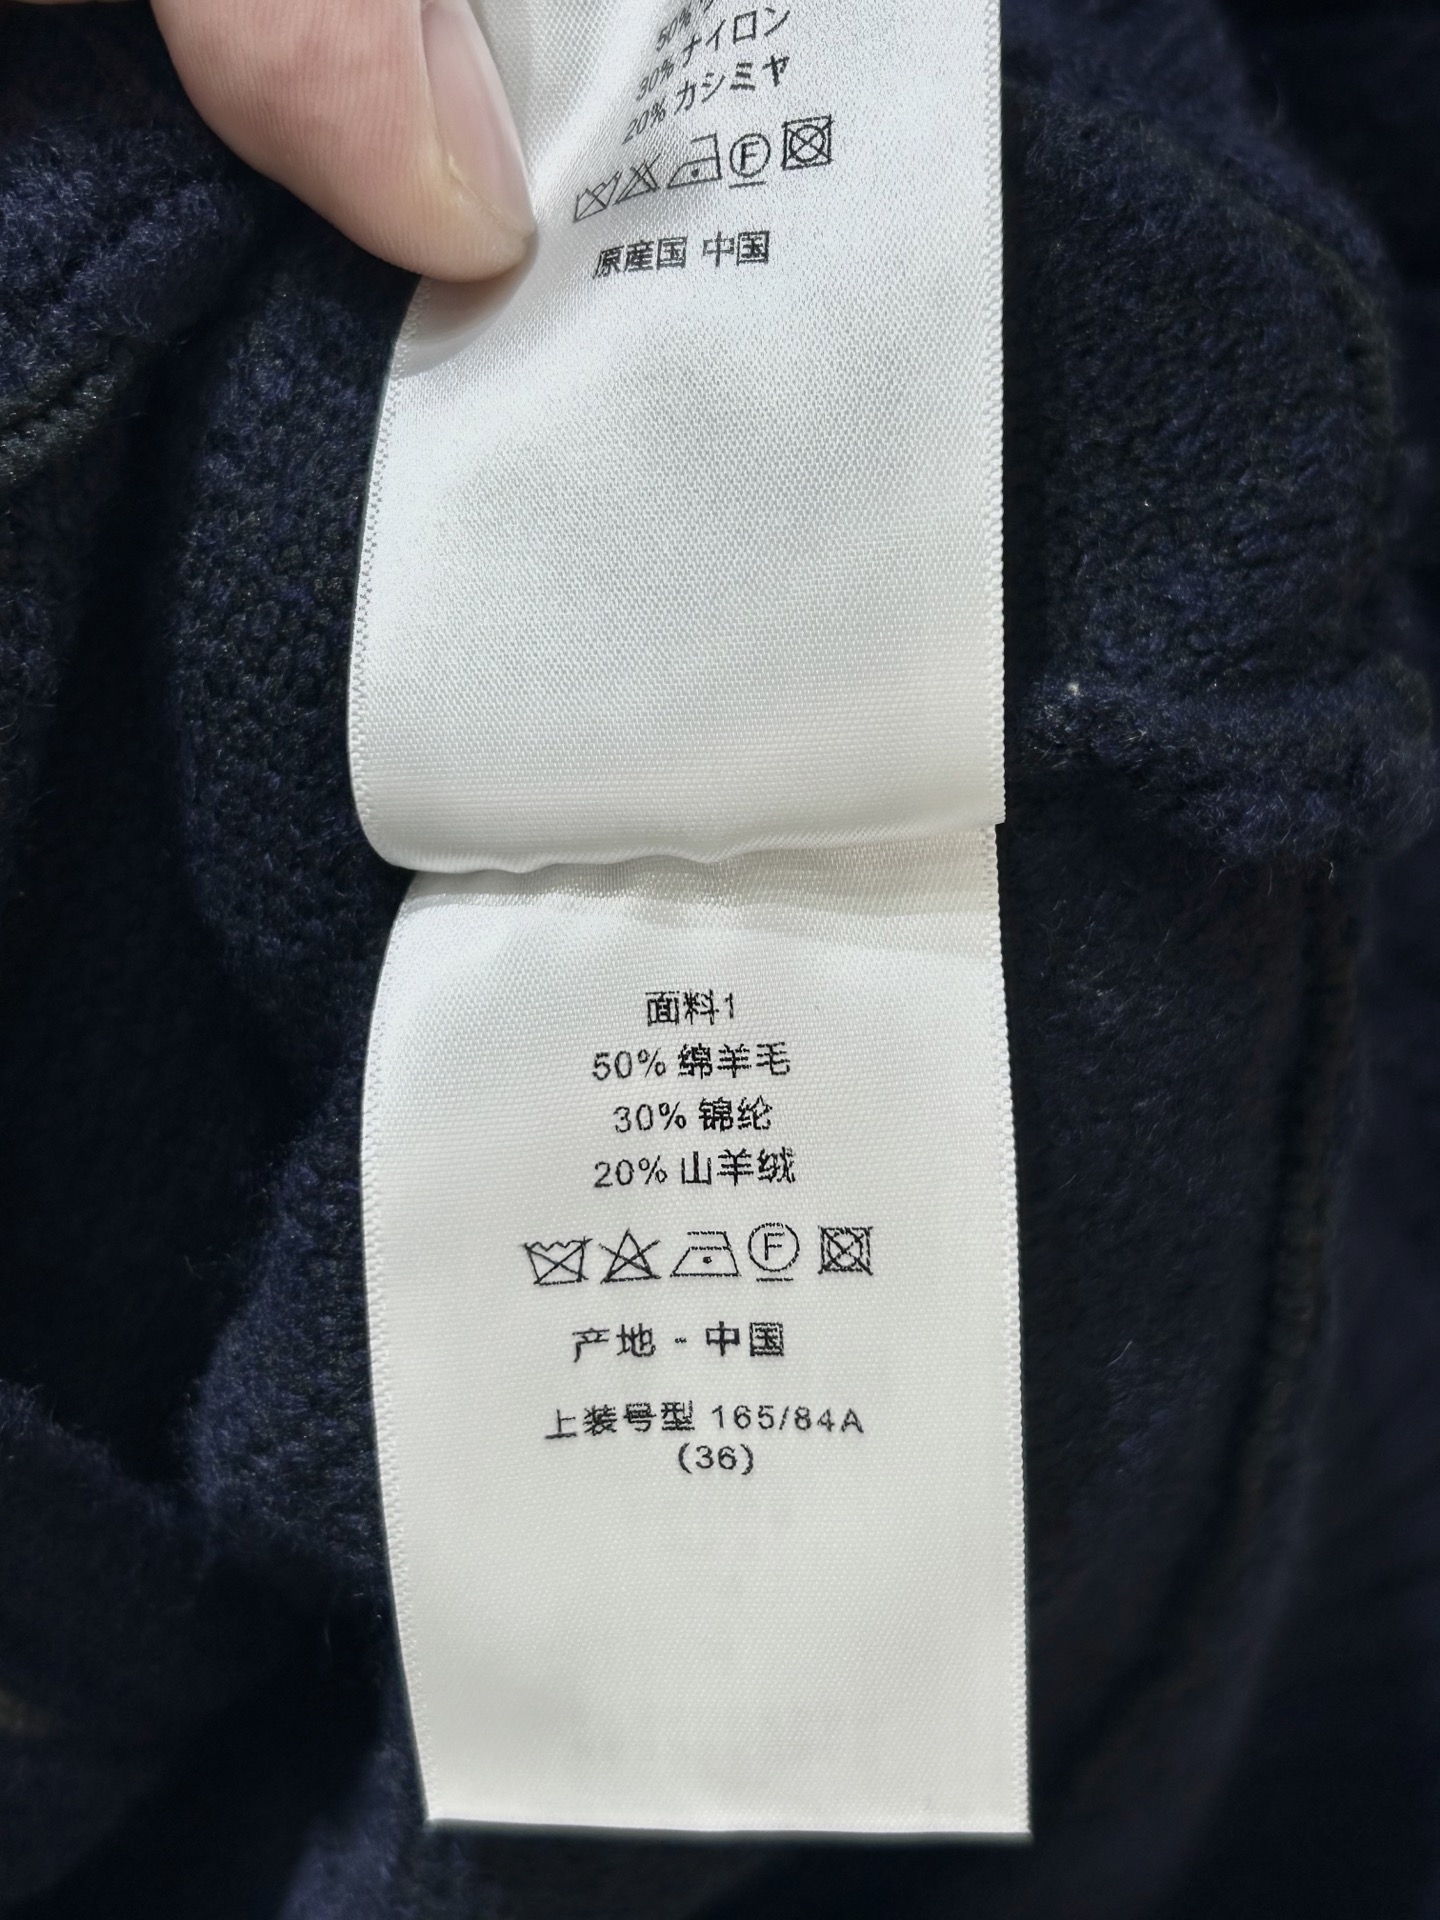 50%
30% ナイロン
20% カシミヤ
F
原産国 中国
面料1
50% 绵羊毛
30% 锦纶
20% 山羊绒
F
产地 - 中国
上装号型 165/84A
(36)